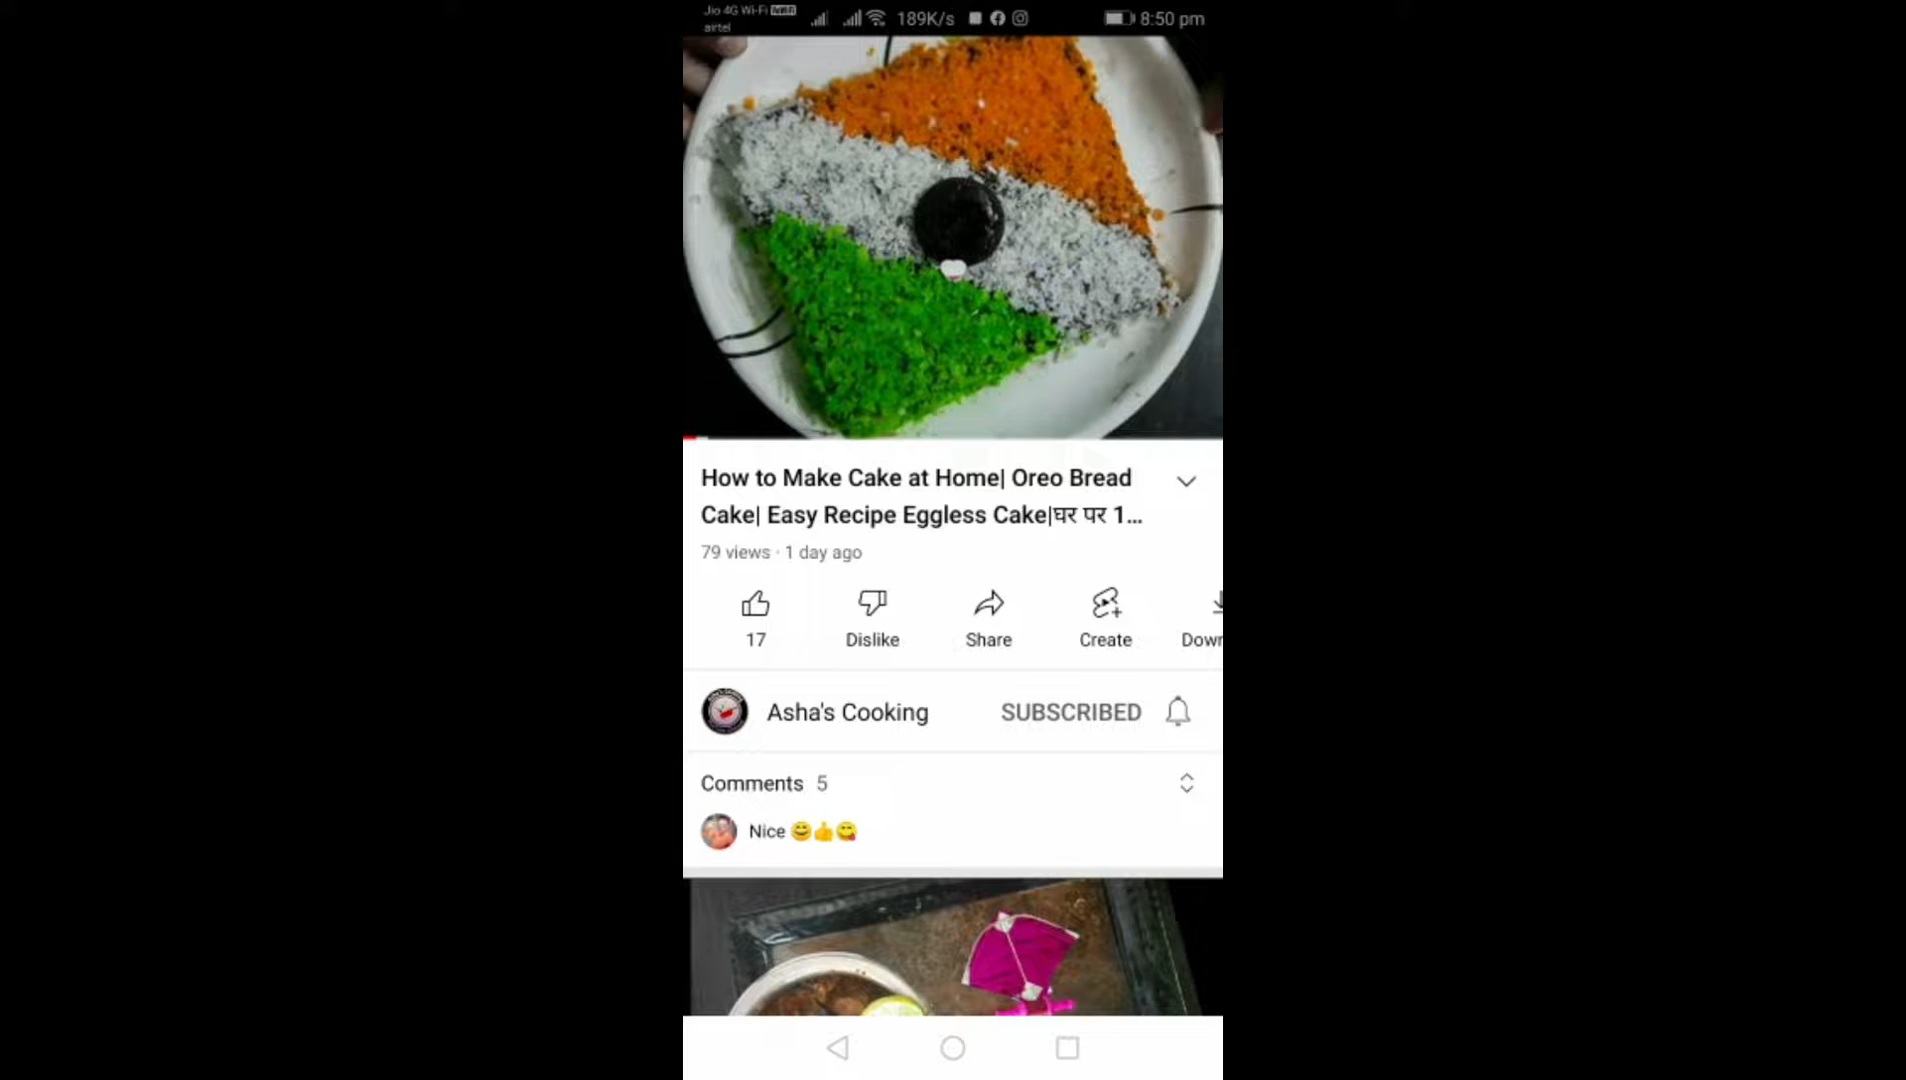 Jio 4G Wi-Fi VoWiFi
airtel
189K/s
8:50 pm
How to Make Cake at Home| Oreo Bread
Cake| Easy Recipe Eggless Cake|घर पर 1...
79 views · 1 day ago
17
Dislike
Share
Create
Down
Asha's Cooking
SUBSCRIBED
Comments 5
Nice 😄👍😋